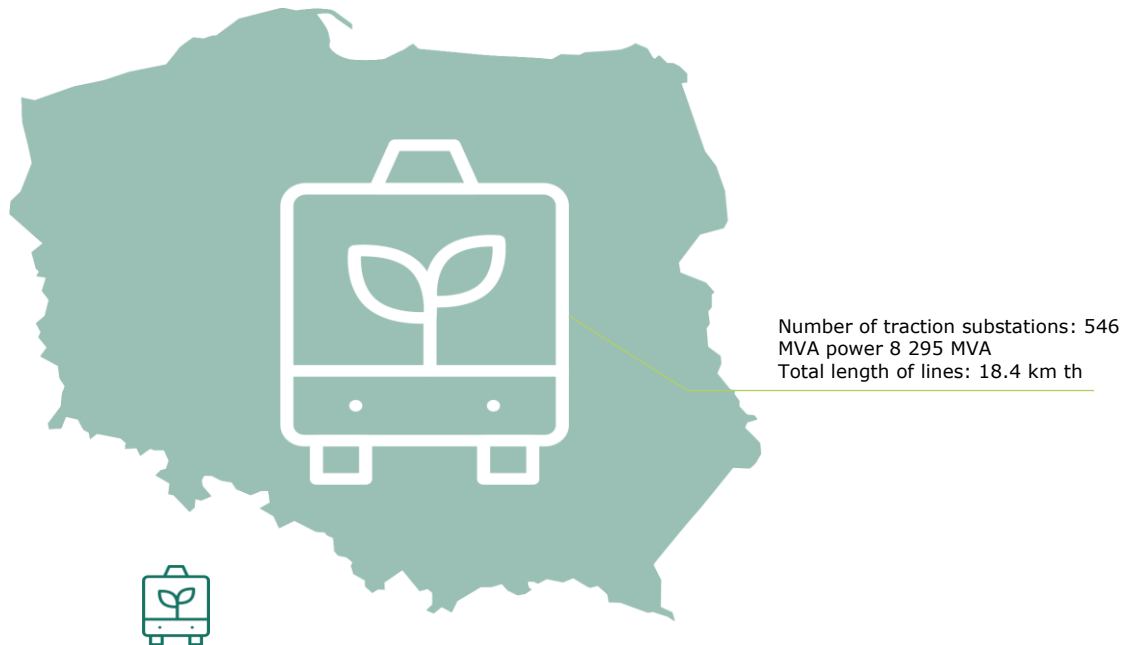 Number of traction substations: 546
MVA power 8 295 MVA
Total length of lines: 18.4 km th